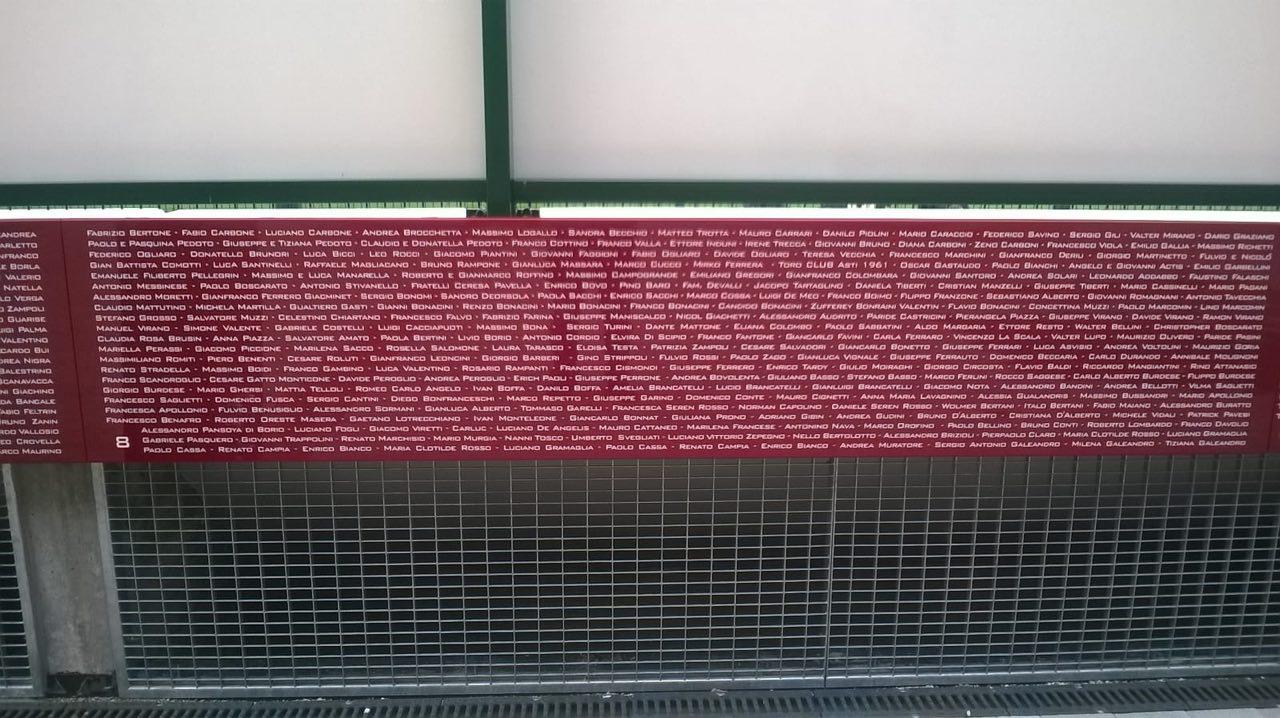 FABRIZIO BERTONE · FABIO CARBONE · LUCIANO CARBONE · ANDREA BROCCHETTA · MASSIMO LOGALLO · SANDRA BECCHIO · MATTEO TROTTA · MAURO CARRARI · DANILO PIOLINI · MARIO CARACCIO · FEDERICO SAVINO · SERGIO GILI · VALTER MIRANO · DARIO GRAZIANO
PAOLO E PASQUINA PEDOTO · GIUSEPPE E TIZIANA PEDOTO · CLAUDIO E DONATELLA PEDOTO · FRANCO COTTINO · FRANCO VALLA · ETTORE INDUNI · IRENE TRECCA · GIOVANNI BRUNO · DIANA CARBONI · ZENO CARBONI · FRANCESCO VIOLA · EMILIO GALLIA · MASSIMO RICHETTI
FEDERICO OGLIARO · DONATELLO BRUNDRI · LUCA BICCI · LEO ROCCI · GIACOMO PIANTINI · GIOVANNI FABBIONI · FABIO OGLIARO · DAVIDE OGLIARO · TERESA VECCHIA · FRANCESCO MARCHINI · GIANFRANCO DERIU · GIORGIO MARTINETTO · FULVIO E NICOLÒ
GIAN BATTISTA COMOTTI · LUCA SANTINELLI · RAFFAELE MAGLIACANO · BRUNO RAMPONE · GIANLUCA MASSARA · MARCO CUCCO · MIRKO FERRERA · TORO CLUB ASTI 1961 · OSCAR GASTAUDO · PAOLO BIANCHI · ANGELO E GIOVANNI ACTIS · EMILIO GARBELLINI
EMANUELE FILIBERTO PELLEGRIN · MASSIMO E LUCA MANARELLA · ROBERTO E GIANMARCO ROFFINO · MASSIMO CAMPOGRANDE · EMILIANO GREGORI · GIANFRANCO COLOMBARA · GIOVANNI SANTORO · ANDREA SOLARI · LEONARDO ADDABBO · FAUSTINO FALASCHI
ANTONIO MESSINESE · PAOLO BOSCARATO · ANTONIO STIVANELLO · FRATELLI CERESA PAVELLA · ENRICO BOVO · PINO BARO · FAM. DEVALLI · JACOPO TARTAGLINO · DANIELA TIBERTI · CRISTIAN MANZELLI · GIUSEPPE TIBERTI · MARIO CASSINELLI · MARIO PAGANI
ALESSANDRO MORETTI · GIANFRANCO FERRERO GIACMINET · SERGIO BONOMI · SANDRO DEORSOLA · PAOLA SACCHI · ENRICO SACCHI · MARCO COSSA · LUIGI DE MEO · FRANCO BOIMO · FILIPPO FRANZONE · SEBASTIANO ALBERTO · GIOVANNI ROMAGNANI · ANTONIO TAVECCHIA
CLAUDIO MATTUTINO · MICHELA MARTILLA · GUALTIERO GASTI · GIANNI BONACINI · RENZO BONACINI · MARIO BONACINI · FRANCO BONACINI · CANDIDO BONACINI · ZUFFEREY BONRAINI VALENTIN · FLAVIO BONACINI · CONCETTINA MUZZI · PAOLO MARCOMIN · LINO MARCOMIN
STEFANO GROSSO · SALVATORE MUZZI · CELESTINO CHIARTANO · FRANCESCO FALVO · FABRIZIO FARINA · GIUSEPPE MANISCALCO · NICOL GIACHETTI · ALESSANDRO AUDRITO · PARIDE CASTRICINI · PIERANGELA PIAZZA · GIUSEPPE VIRANO · DAVIDE VIRANO · RAMON VIRANO
MANUEL VIRANO · SIMONE VALENTE · GABRIELE COSTELLI · LUIGI CACCIAPUOTI · MASSIMO BONA · SERGIO TURINI · DANTE MATTONE · ELIANA COLOMBO · PAOLO SABBATINI · ALDO MARGARIA · ETTORE RESTO · WALTER BELLINI · CHRISTOPHER BOSCARATO
CLAUDIA ROSA BRUSIN · ANNA PIAZZA · SALVATORE AMATO · PAOLA BERTINI · LIVIO BORIO · ANTONIO CORDIO · ELVIRA DI SCIPIO · FRANCO FANTONE · GIANCARLO FAVINI · CARLA FERRARO · VINCENZO LA SCALA · VALTER LUPO · MAURIZIO OLIVERO · PARIDE PASINI
MARIELLA PERASSI · GIACOMO PICCIONE · MARILENA SACCO · ROSELLA SALOMONE · LAURA TARASCO · ELOISA TESTA · PATRIZIA ZAMPOLI · CESARE SALVADORI · GIANCARLO BONETTO · GIUSEPPE FERRARI · LUCA ASVISIO · ANDREA VOLTOLINI · MAURIZIO GORIA
MASSIMILIANO ROMITI · PIERO BENENTI · CESARE ROLUTI · GIANFRANCO LEONCINI · GIORGIO BARBERI · GINO STRIPPOLI · FULVIO ROSSI · PAOLO ZAGO · GIANLUCA VIGNALE · GIUSEPPE FERRAUTO · DOMENICO BECCARIA · CARLO DURANDO · ANNIBALE MOLIGNONI
RENATO STRADELLA · MASSIMO BOIDI · FRANCO GAMBINO · LUCA VALENTINO · ROSARIO RAMPANTI · FRANCESCO CISMONDI · GIUSEPPE FERRERO · ENRICO TARDY · GIULIO MOIRAGHI · GIORGIO CIRCOSTA · FLAVIO BALDI · RICCARDO MANGIANTINI · RINO ATTANASIO
FRANCO SCANOROGLIO · CESARE GATTO MONTICONE · DAVIDE PEROGLIO · ANDREA PEROGLIO · ERICH PAOLI · GIUSEPPE PERRONE · ANDREA BOVOLENTA · GIULIANO BASSO · STEFANO BASSO · MARCO FERLINI · ROCCO SAGGESE · CARLO ALBERTO BURDESE · FILIPPO BURDESE
GIORGIO BURDESE · MARIO GHERSI · MATIA TELLOLI · ROMEO CARLO ANGELO · IVAN BOFFA · DANILO BOFFA · AMELIA BRANCATELLI · LUCIO BRANCATELLI · GIANLUIGI BRANCATELLI · GIACOMO NOTA · ALESSANDRO BANDINI · ANDREA BELLOTTI · VILMA SAGLIETTI
FRANCESCO SAGLIETTI · DOMENICO FUSCA · SERGIO CANTINI · DIEGO BONFRANCESCHI · MARCO REPETTO · GIUSEPPE GARINO · DOMENICO CONTE · MAURO CIGNETTI · ANNA MARIA LAVAGNINO · ALESSIA GUALANDRIS · MASSIMO BUSSANDRI · MARIO APOLLONIO
FRANCESCA APOLLONIO · FULVIO BENUSIGLIO · ALESSANDRO SORMANI · GIANLUCA ALBERTO · TOMMASO GARELLI · FRANCESCA SEREN ROSSO · NORMAN CAPOLINO · DANIELE SEREN ROSSO · WOLMER BERTANI · ITALO BERTANI · FABIO MAIANO · ALESSANDRO BURATTO
FRANCESCO BENAFRO · ROBERTO ORESTE MASERA · GAETANO LOTRECCHIANO · IVAN MONTELEONE · GIANCARLO BONNAT · GIULIANA PRONO · ADRIANO GIBIN · ANDREA GUDINI · BRUNO D'ALBERTO · CRISTIANA D'ALBERTO · MICHELE VIDALI · PATRICK PAVESI
ALESSANDRO PANSOYA DI BORIO · LUCIANO FOGLI · GIACOMO VIRETTI · CARLUC · LUCIANO DE ANGELIS · MAURO CATTANEO · MARILENA FRANCESE · ANTONINO NAVA · MARCO OROFINO · PAOLO BELLINO · BRUNO CONTI · ROBERTO LOMBARDO · FRANCO DAVOLIO
8 GABRIELE PASQUERO · GIOVANNI TRAPPOLINI · RENATO MARCHISIO · MARIO MURGIA · NANNI TOSCO · UMBERTO SVEGLIATI · LUCIANO VITTORIO ZEPEGNO · NELLO BERTOLOTTO · ALESSANDRO BRIZIOLI · PIERPAOLO CLARO · MARIA CLOTILDE ROSSO · LUCIANO GRAMAGLIA
PAOLO CASSA · RENATO CAMPIA · ENRICO BIANCO · MARIA CLOTILDE ROSSO · LUCIANO GRAMAGLIA · PAOLO CASSA · RENATO CAMPIA · ENRICO BIANCO · ANDREA MURATORE · SERGIO ANTONIO GALEANDRO · MILENA GALEANDRO · TIZIANA GALEANDRO